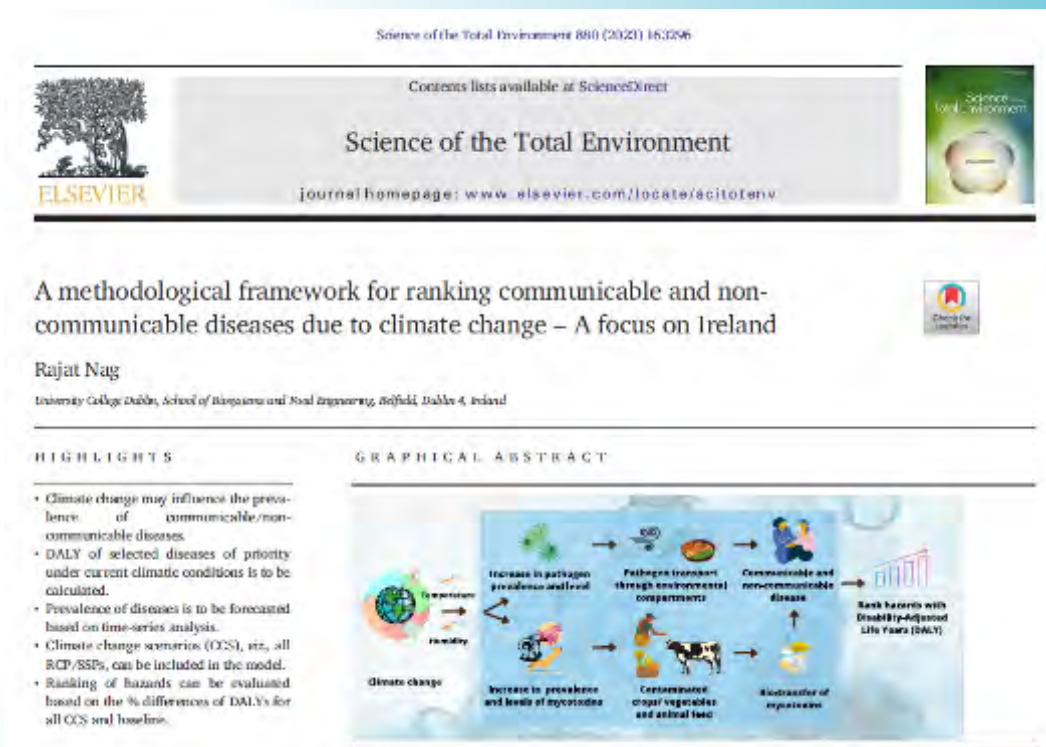 Science of the Total Environment 880 (2023) 163296
Contents lists available at ScienceDirect
Science of the Total Environment
journal homepage: www.elsevier.com/locate/scitotenv
ELSEVIER
Science of the
Total Environment
Check for
updates
A methodological framework for ranking communicable and non-
communicable diseases due to climate change – A focus on Ireland
Rajat Nag
University College Dublin, School of Biosystems and Food Engineering, Belfield, Dublin 4, Ireland
HIGHLIGHTS
• Climate change may influence the preva-
lence of communicable/non-
communicable diseases.
• DALY of selected diseases of priority
under current climatic conditions is to be
calculated.
• Prevalence of diseases is to be forecasted
based on time-series analysis.
• Climate change scenarios (CCS), viz., all
RCP/SSPs, can be included in the model.
• Ranking of hazards can be evaluated
based on the % differences of DALYs for
all CCS and baseline.
GRAPHICAL ABSTRACT
Climate change
Temperature
Humidity
Increase in pathogen
prevalence and level
Pathogen transport
through environmental
compartments
Communicable and
non-communicable
disease
Increase in prevalence
and levels of mycotoxins
Contaminated
crops/ vegetables
and animal feed
Biotransfer of
mycotoxins
Rank hazards with
Disability-Adjusted
Life Years (DALY)